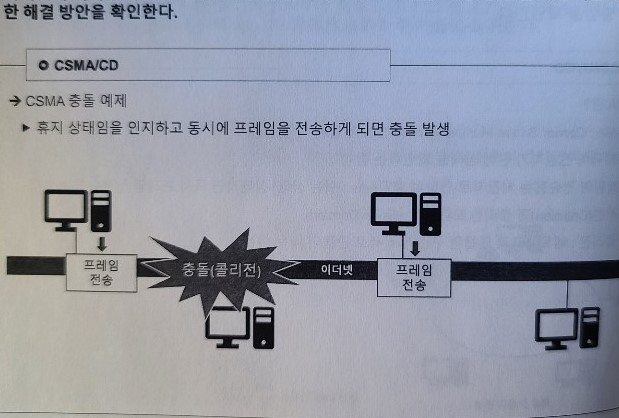 한 해결 방안을 확인한다.
CSMA/CD
→ CSMA 충돌 예제
▶ 휴지 상태임을 인지하고 동시에 프레임을 전송하게 되면 충돌 발생
프레임
전송
충돌(콜리전)
이더넷
프레임
전송